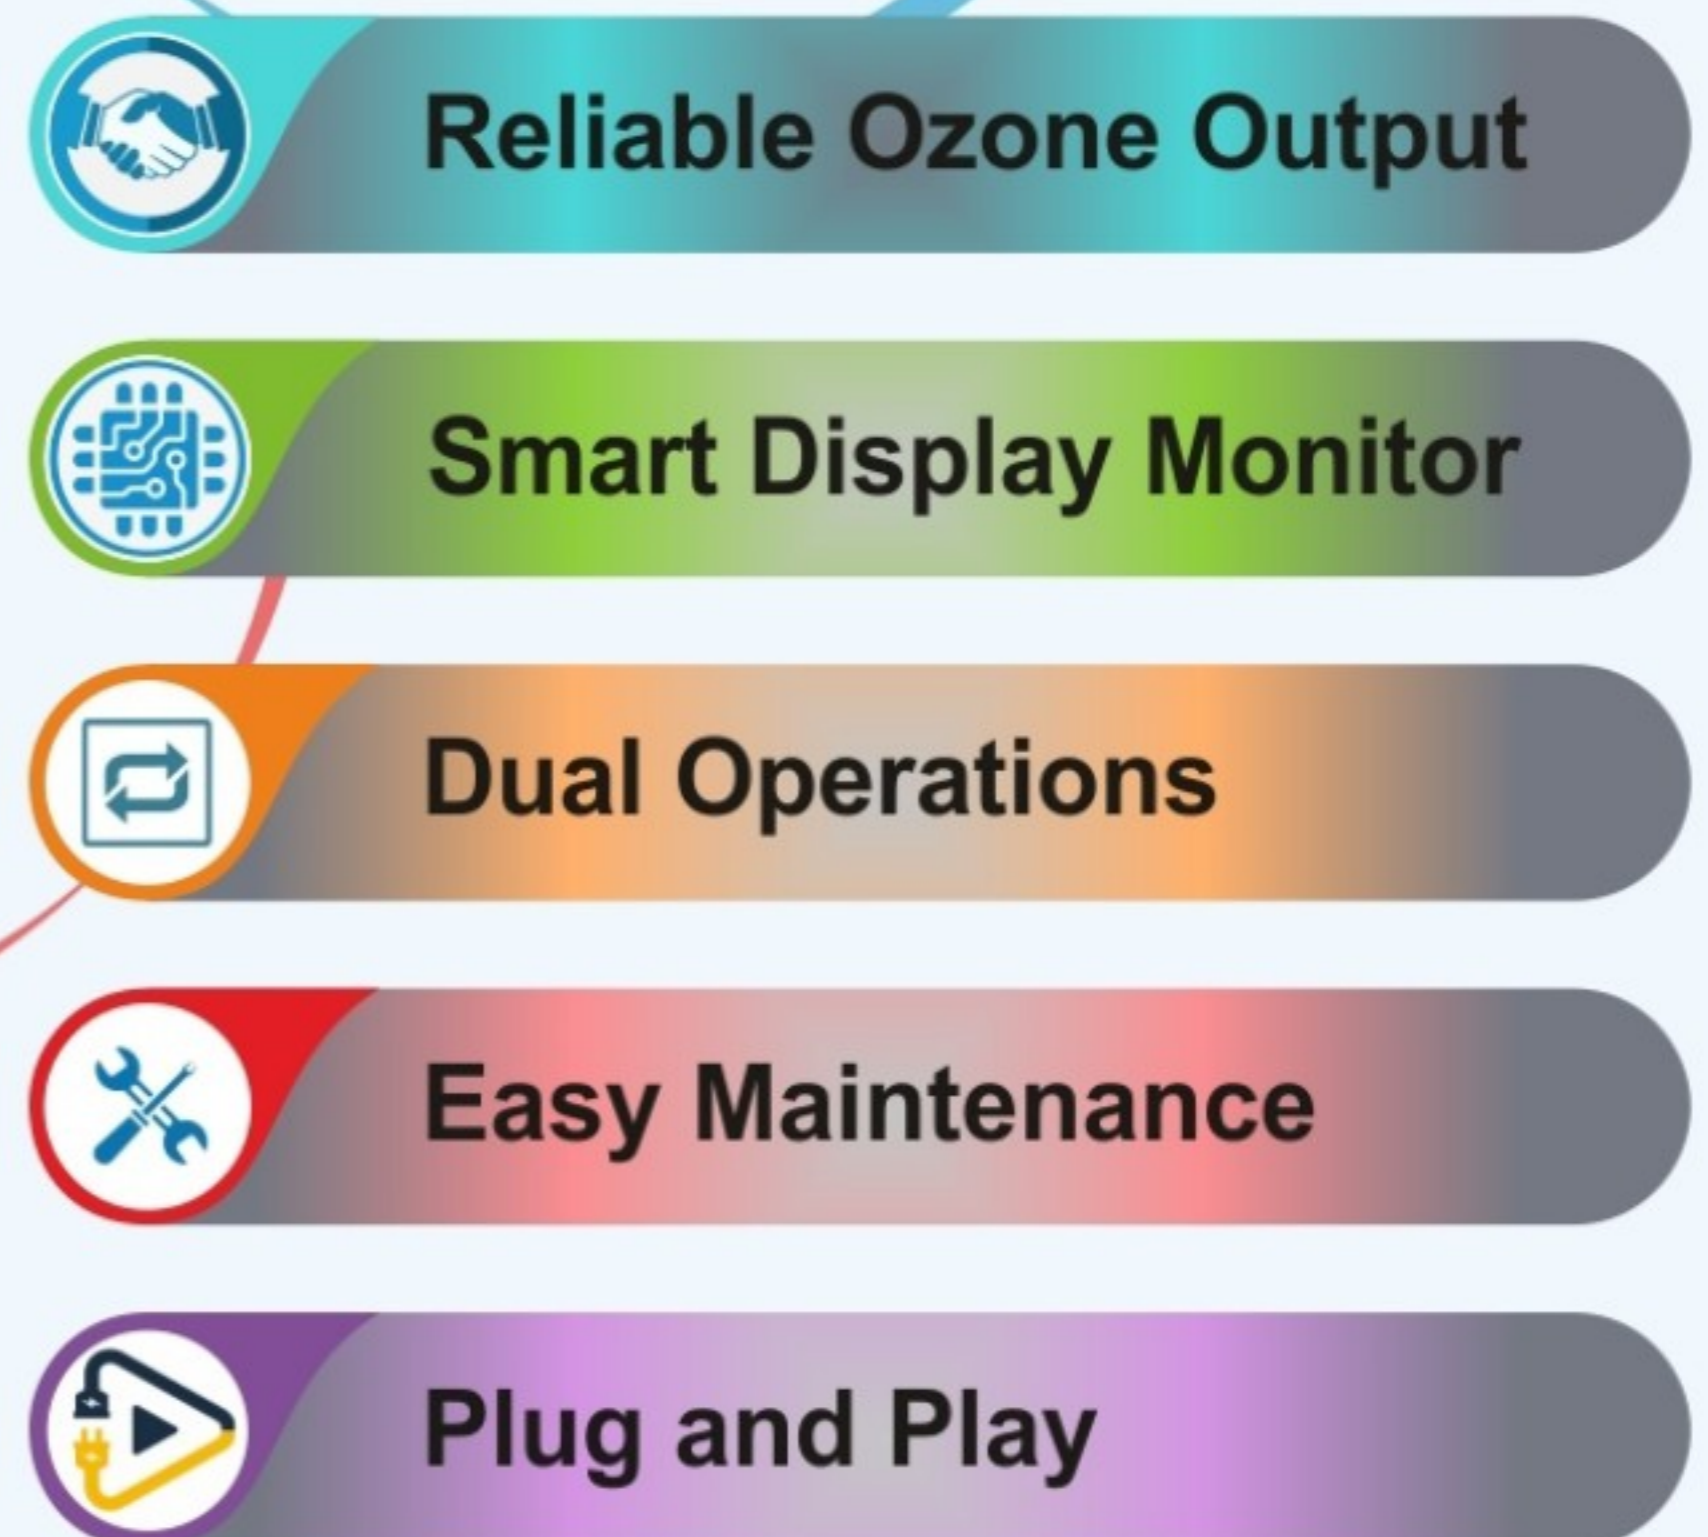 Reliable Ozone Output
Smart Display Monitor
Dual Operations
Easy Maintenance
Plug and Play